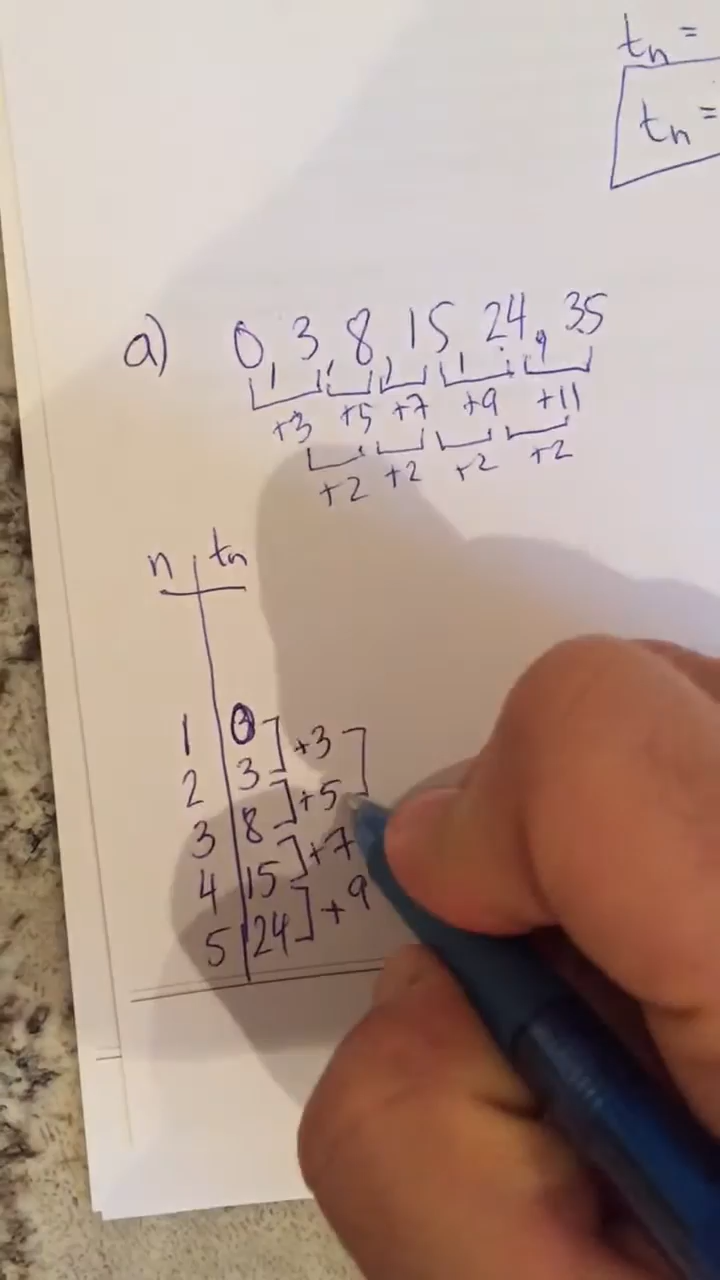 tn =
tn =
a) 0, 3, 8, 15, 24, 35
+3 +5 +7 +9 +11
+2 +2 +2 +2
n tn
1 0
+3
2 3
+5
3 8
+7
4 15
+9
5 24